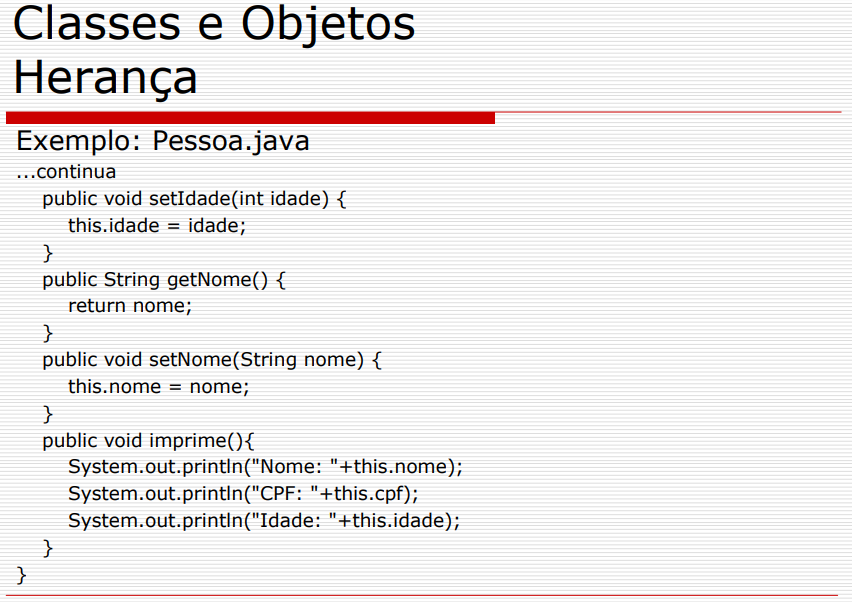 Classes e Objetos
Herança
Exemplo: Pessoa.java
...continua
public void setIdade(int idade) {
this.idade = idade;
}
public String getNome() {
return nome;
}
public void setNome(String nome) {
this.nome = nome;
}
public void imprime(){
System.out.println("Nome: "+this.nome);
System.out.println("CPF: "+this.cpf);
System.out.println("Idade: "+this.idade);
}
}